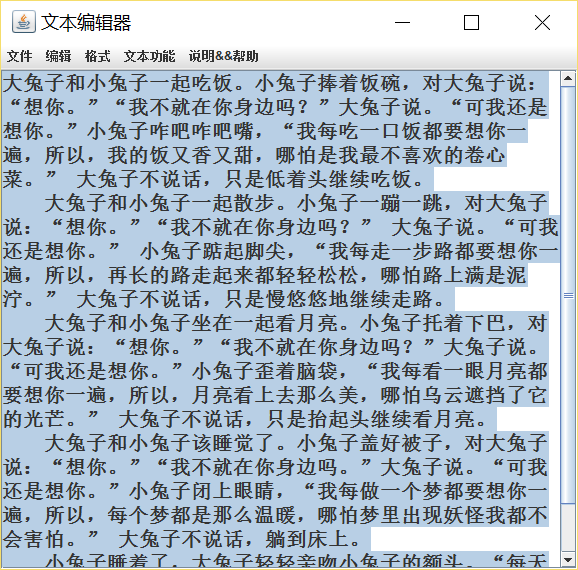 文本编辑器
文件 编辑 格式 文本功能 说明&&帮助
大兔子和小兔子一起吃饭。小兔子捧着饭碗，对大兔子说：
“想你。”“我不就在你身边吗？”大兔子说。“可我还是
想你。”小兔子咋吧咋吧嘴，“我每吃一口饭都要想你一
遍，所以，我的饭又香又甜，哪怕是我最不喜欢的卷心
菜。” 大兔子不说话，只是低着头继续吃饭。
大兔子和小兔子一起散步。小兔子一蹦一跳，对大兔子
说：“想你。”“我不就在你身边吗？” 大兔子说。“可我
还是想你。” 小兔子踮起脚尖，“我每走一步路都要想你一
遍，所以，再长的路走起来都轻轻松松，哪怕路上满是泥
泞。” 大兔子不说话，只是慢悠悠地继续走路。
大兔子和小兔子坐在一起看月亮。小兔子托着下巴，对
大兔子说：“想你。”“我不就在你身边吗？”大兔子说。
“可我还是想你。”小兔子歪着脑袋，“我每看一眼月亮都
要想你一遍，所以，月亮看上去那么美，哪怕乌云遮挡了它
的光芒。” 大兔子不说话，只是抬起头继续看月亮。
大兔子和小兔子该睡觉了。小兔子盖好被子，对大兔子
说：“想你。”“我不就在你身边吗。”大兔子说。“可我
还是想你。”小兔子闭上眼睛，“我每做一个梦都要想你一
遍，所以，每个梦都是那么温暖，哪怕梦里出现妖怪我都不
会害怕。” 大兔子不说话，躺到床上。
小兔子睡着了，大兔子轻轻亲吻小兔子的额头。“每天